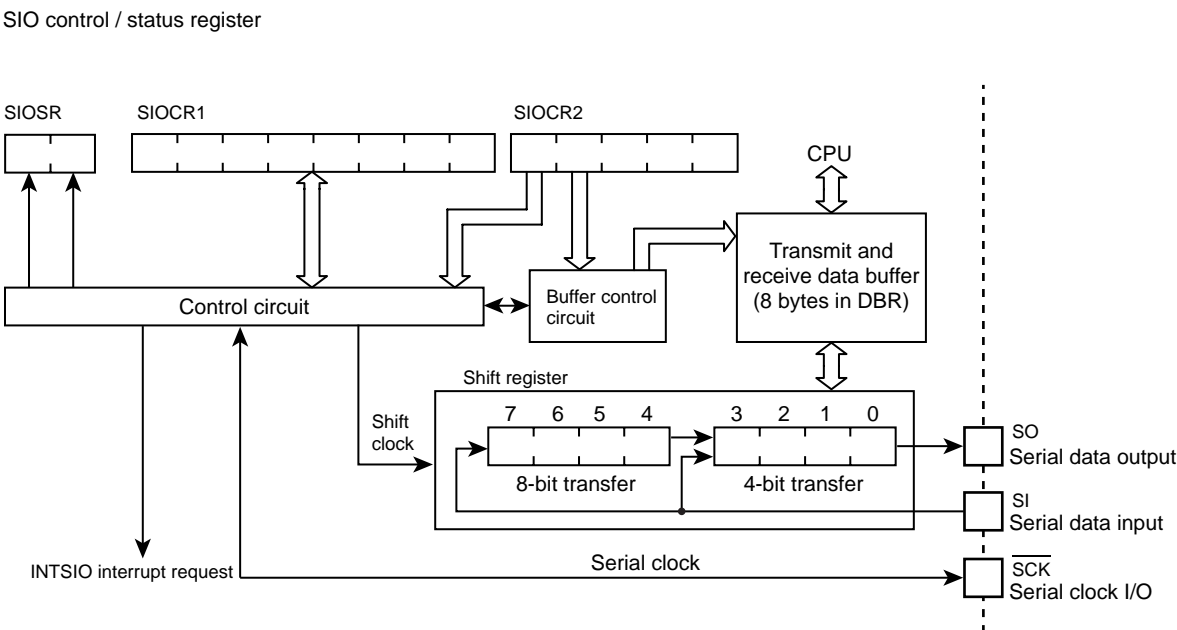 SIO control / status register
SIOSR
SIOCR1
SIOCR2
CPU
Transmit and
receive data buffer
(8 bytes in DBR)
Control circuit
Buffer control
circuit
Shift register
Shift
clock
7 6 5 4
3 2 1 0
8-bit transfer
4-bit transfer
SO
Serial data output
SI
Serial data input
INTSIO interrupt request
Serial clock
SCK
Serial clock I/O